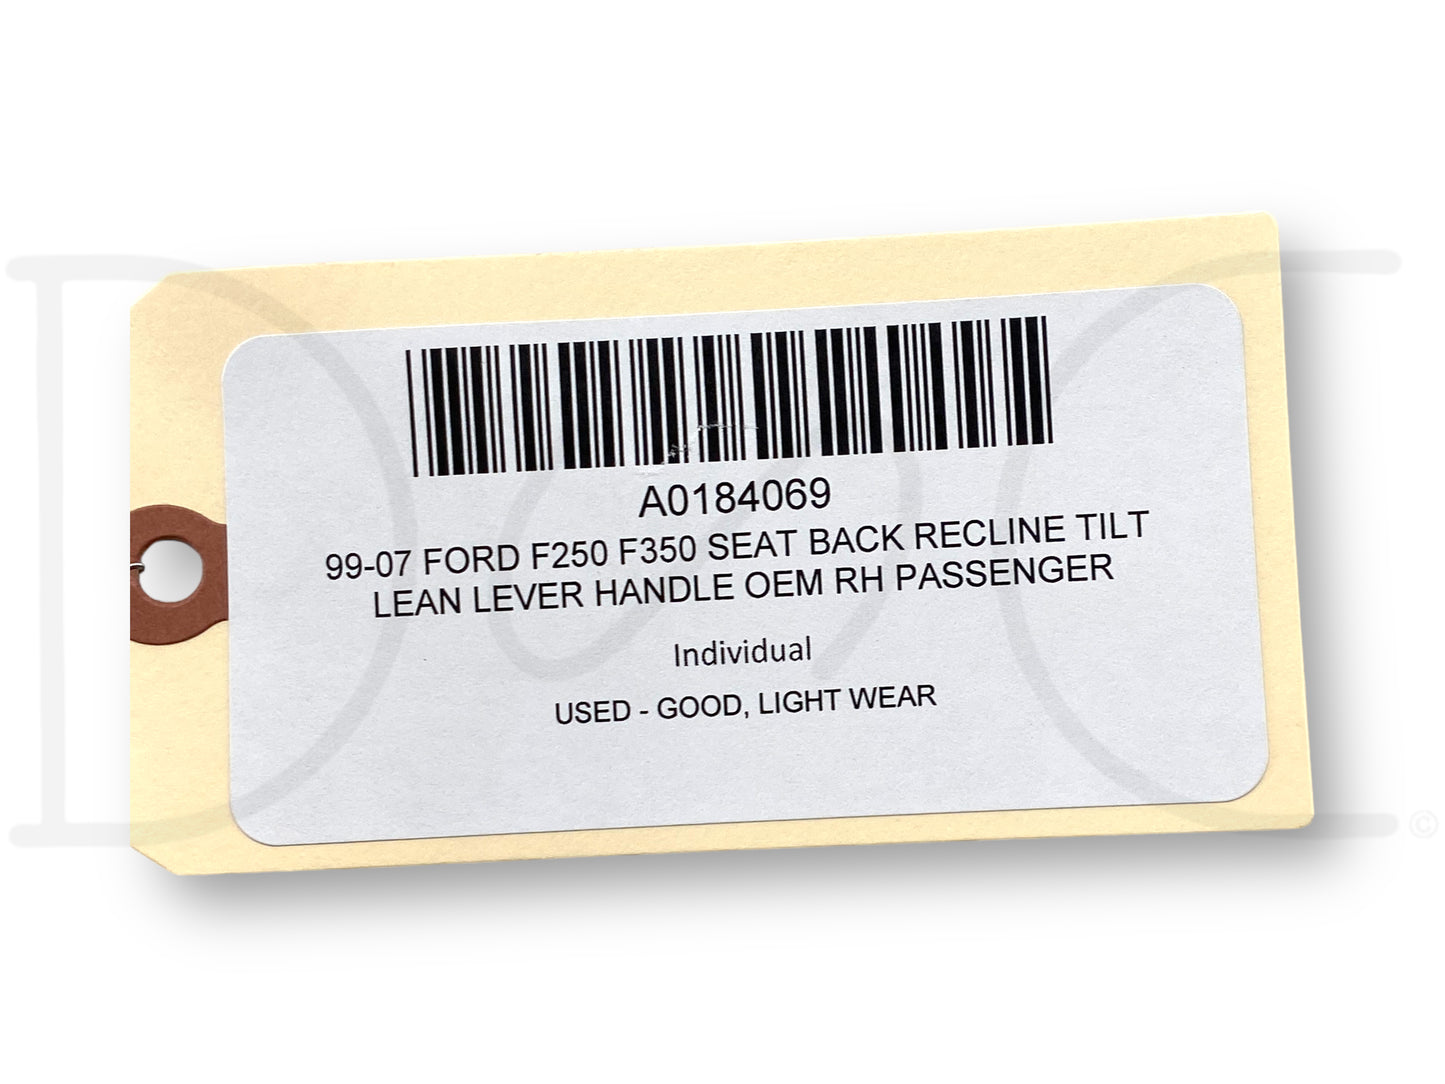 A0184069
99-07 FORD F250 F350 SEAT BACK RECLINE TILT
LEAN LEVER HANDLE OEM RH PASSENGER
Individual
USED - GOOD, LIGHT WEAR
©